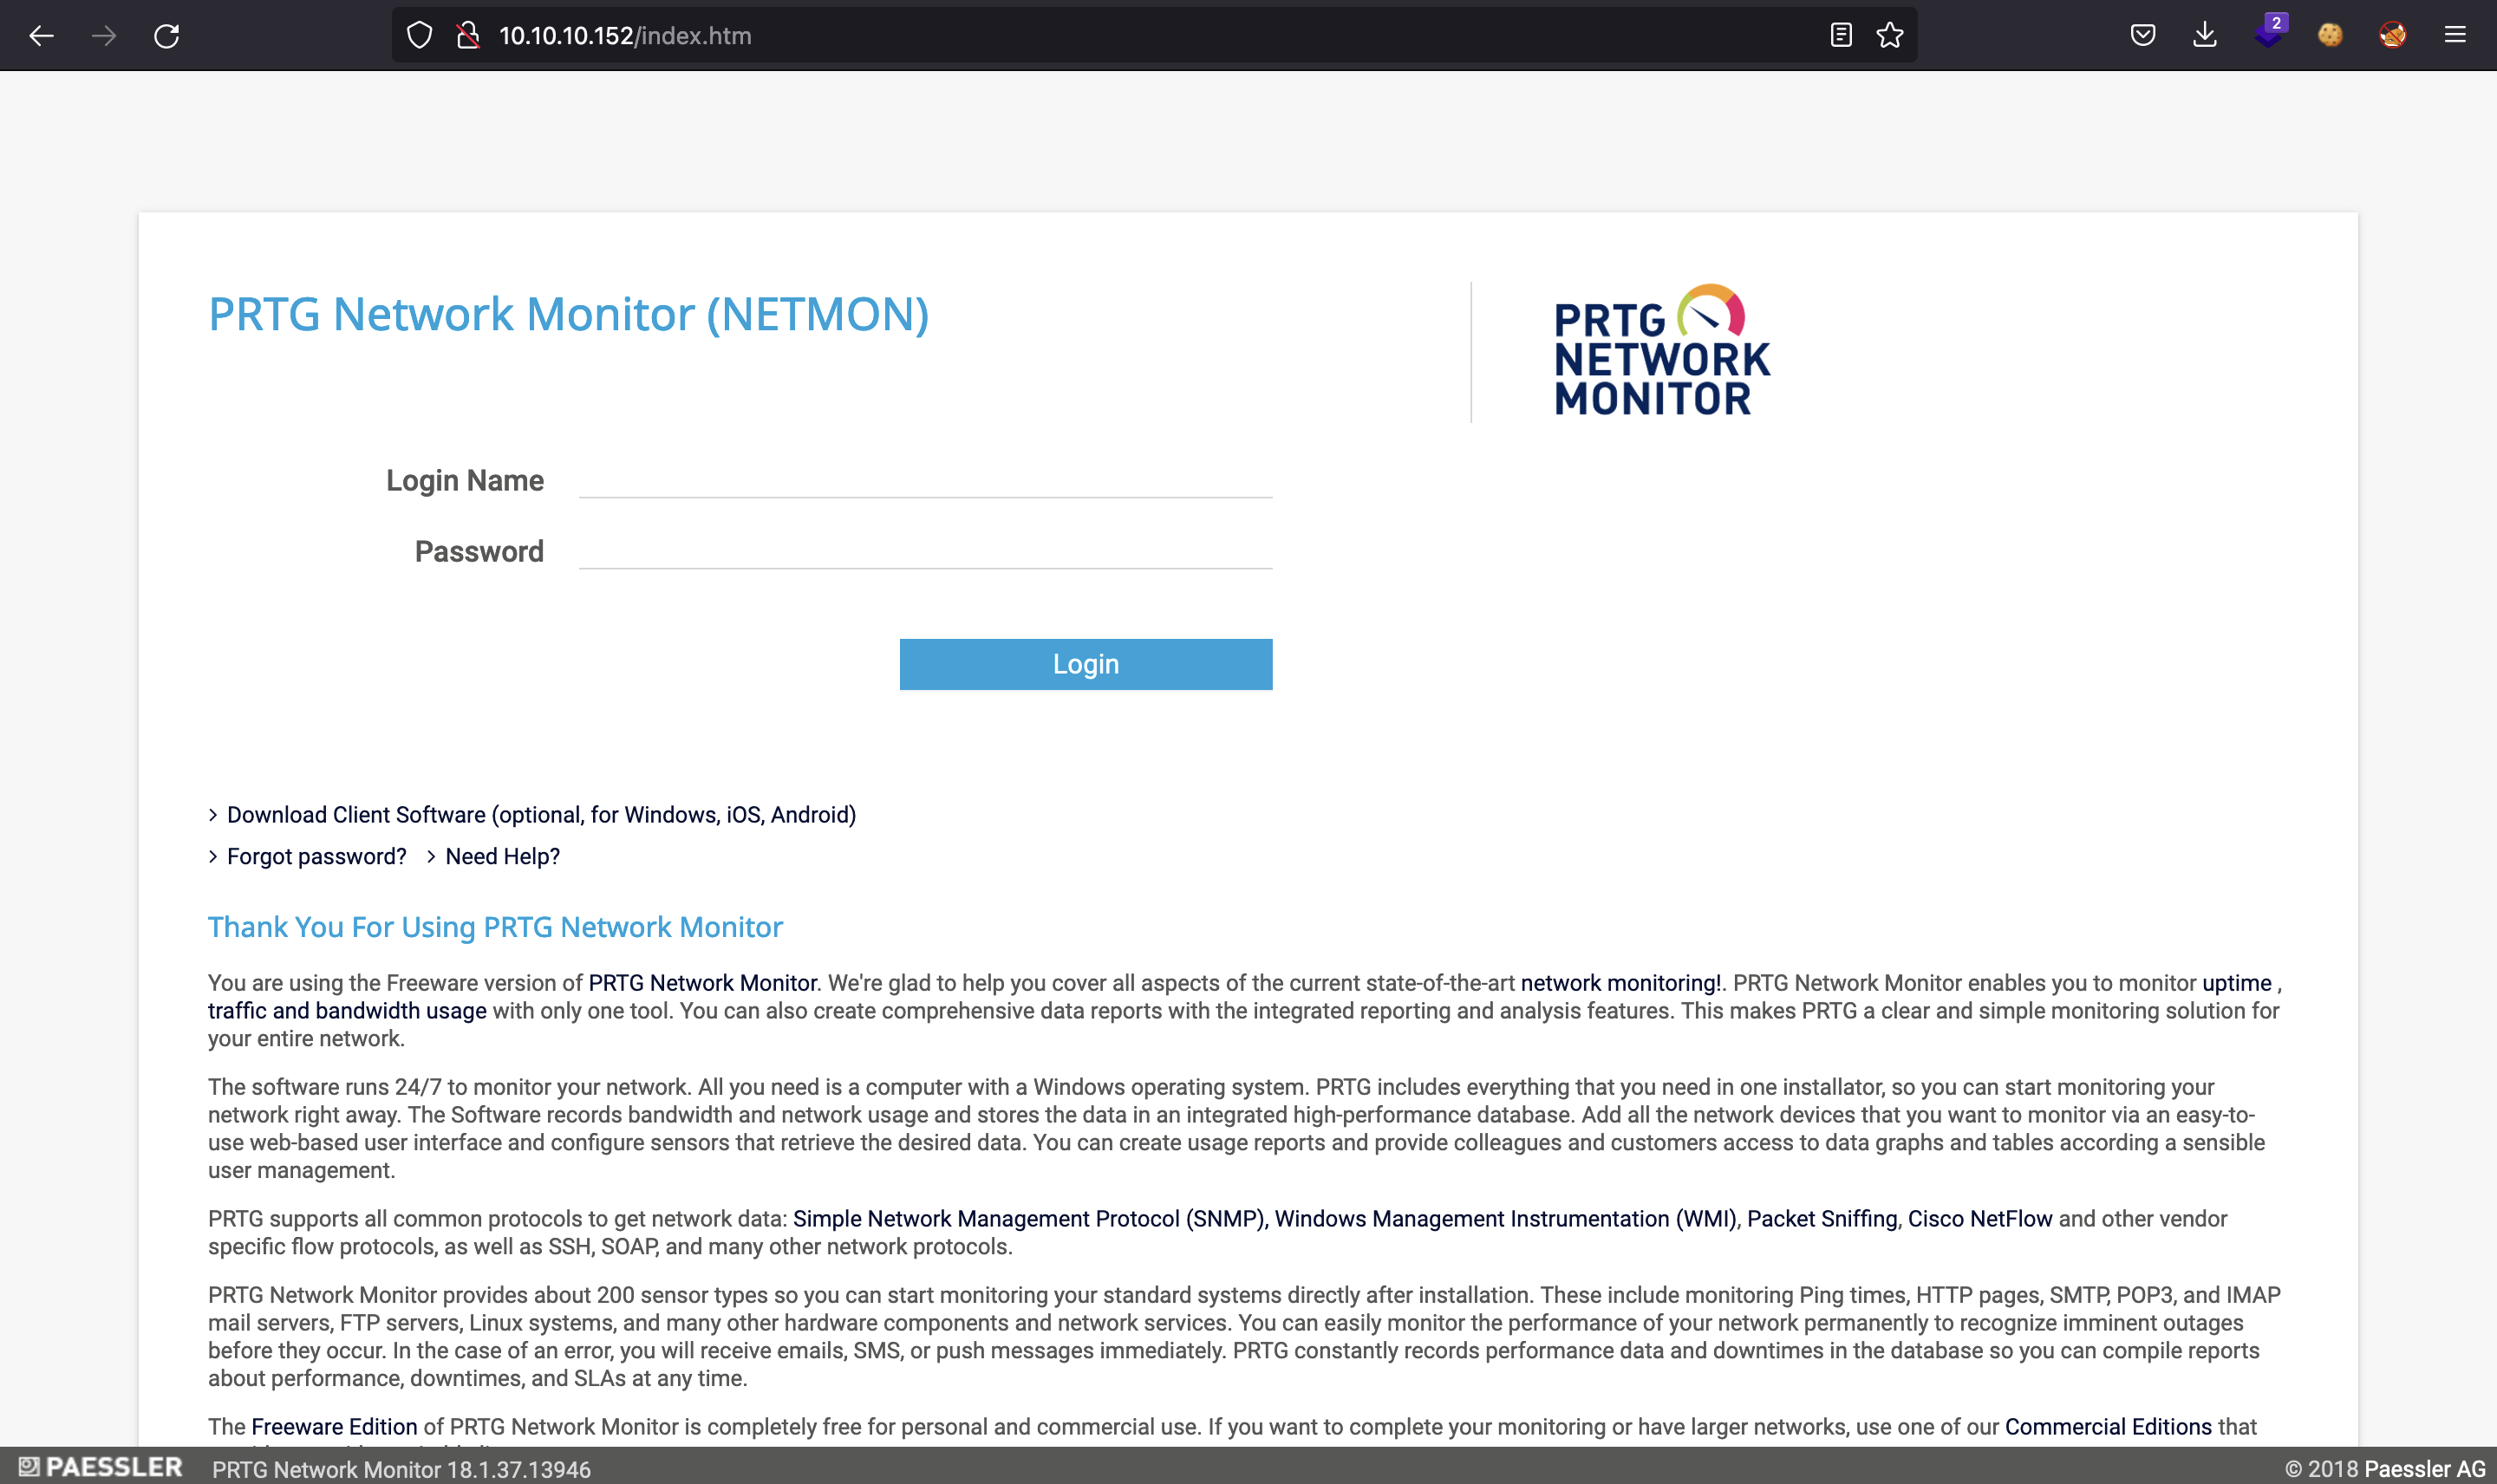 10.10.10.152/index.htm
2
PRTG Network Monitor (NETMON)
PRTG
NETWORK
MONITOR
Login Name
Password
Login
Download Client Software (optional, for Windows, iOS, Android)
Forgot password? Need Help?
Thank You For Using PRTG Network Monitor
You are using the Freeware version of PRTG Network Monitor. We're glad to help you cover all aspects of the current state-of-the-art network monitoring!. PRTG Network Monitor enables you to monitor uptime ,
traffic and bandwidth usage with only one tool. You can also create comprehensive data reports with the integrated reporting and analysis features. This makes PRTG a clear and simple monitoring solution for
your entire network.
The software runs 24/7 to monitor your network. All you need is a computer with a Windows operating system. PRTG includes everything that you need in one installator, so you can start monitoring your
network right away. The Software records bandwidth and network usage and stores the data in an integrated high-performance database. Add all the network devices that you want to monitor via an easy-to-
use web-based user interface and configure sensors that retrieve the desired data. You can create usage reports and provide colleagues and customers access to data graphs and tables according a sensible
user management.
PRTG supports all common protocols to get network data: Simple Network Management Protocol (SNMP), Windows Management Instrumentation (WMI), Packet Sniffing, Cisco NetFlow and other vendor
specific flow protocols, as well as SSH, SOAP, and many other network protocols.
PRTG Network Monitor provides about 200 sensor types so you can start monitoring your standard systems directly after installation. These include monitoring Ping times, HTTP pages, SMTP, POP3, and IMAP
mail servers, FTP servers, Linux systems, and many other hardware components and network services. You can easily monitor the performance of your network permanently to recognize imminent outages
before they occur. In the case of an error, you will receive emails, SMS, or push messages immediately. PRTG constantly records performance data and downtimes in the database so you can compile reports
about performance, downtimes, and SLAs at any time.
The Freeware Edition of PRTG Network Monitor is completely free for personal and commercial use. If you want to complete your monitoring or have larger networks, use one of our Commercial Editions that
PAESSLER PRTG Network Monitor 18.1.37.13946 © 2018 Paessler AG